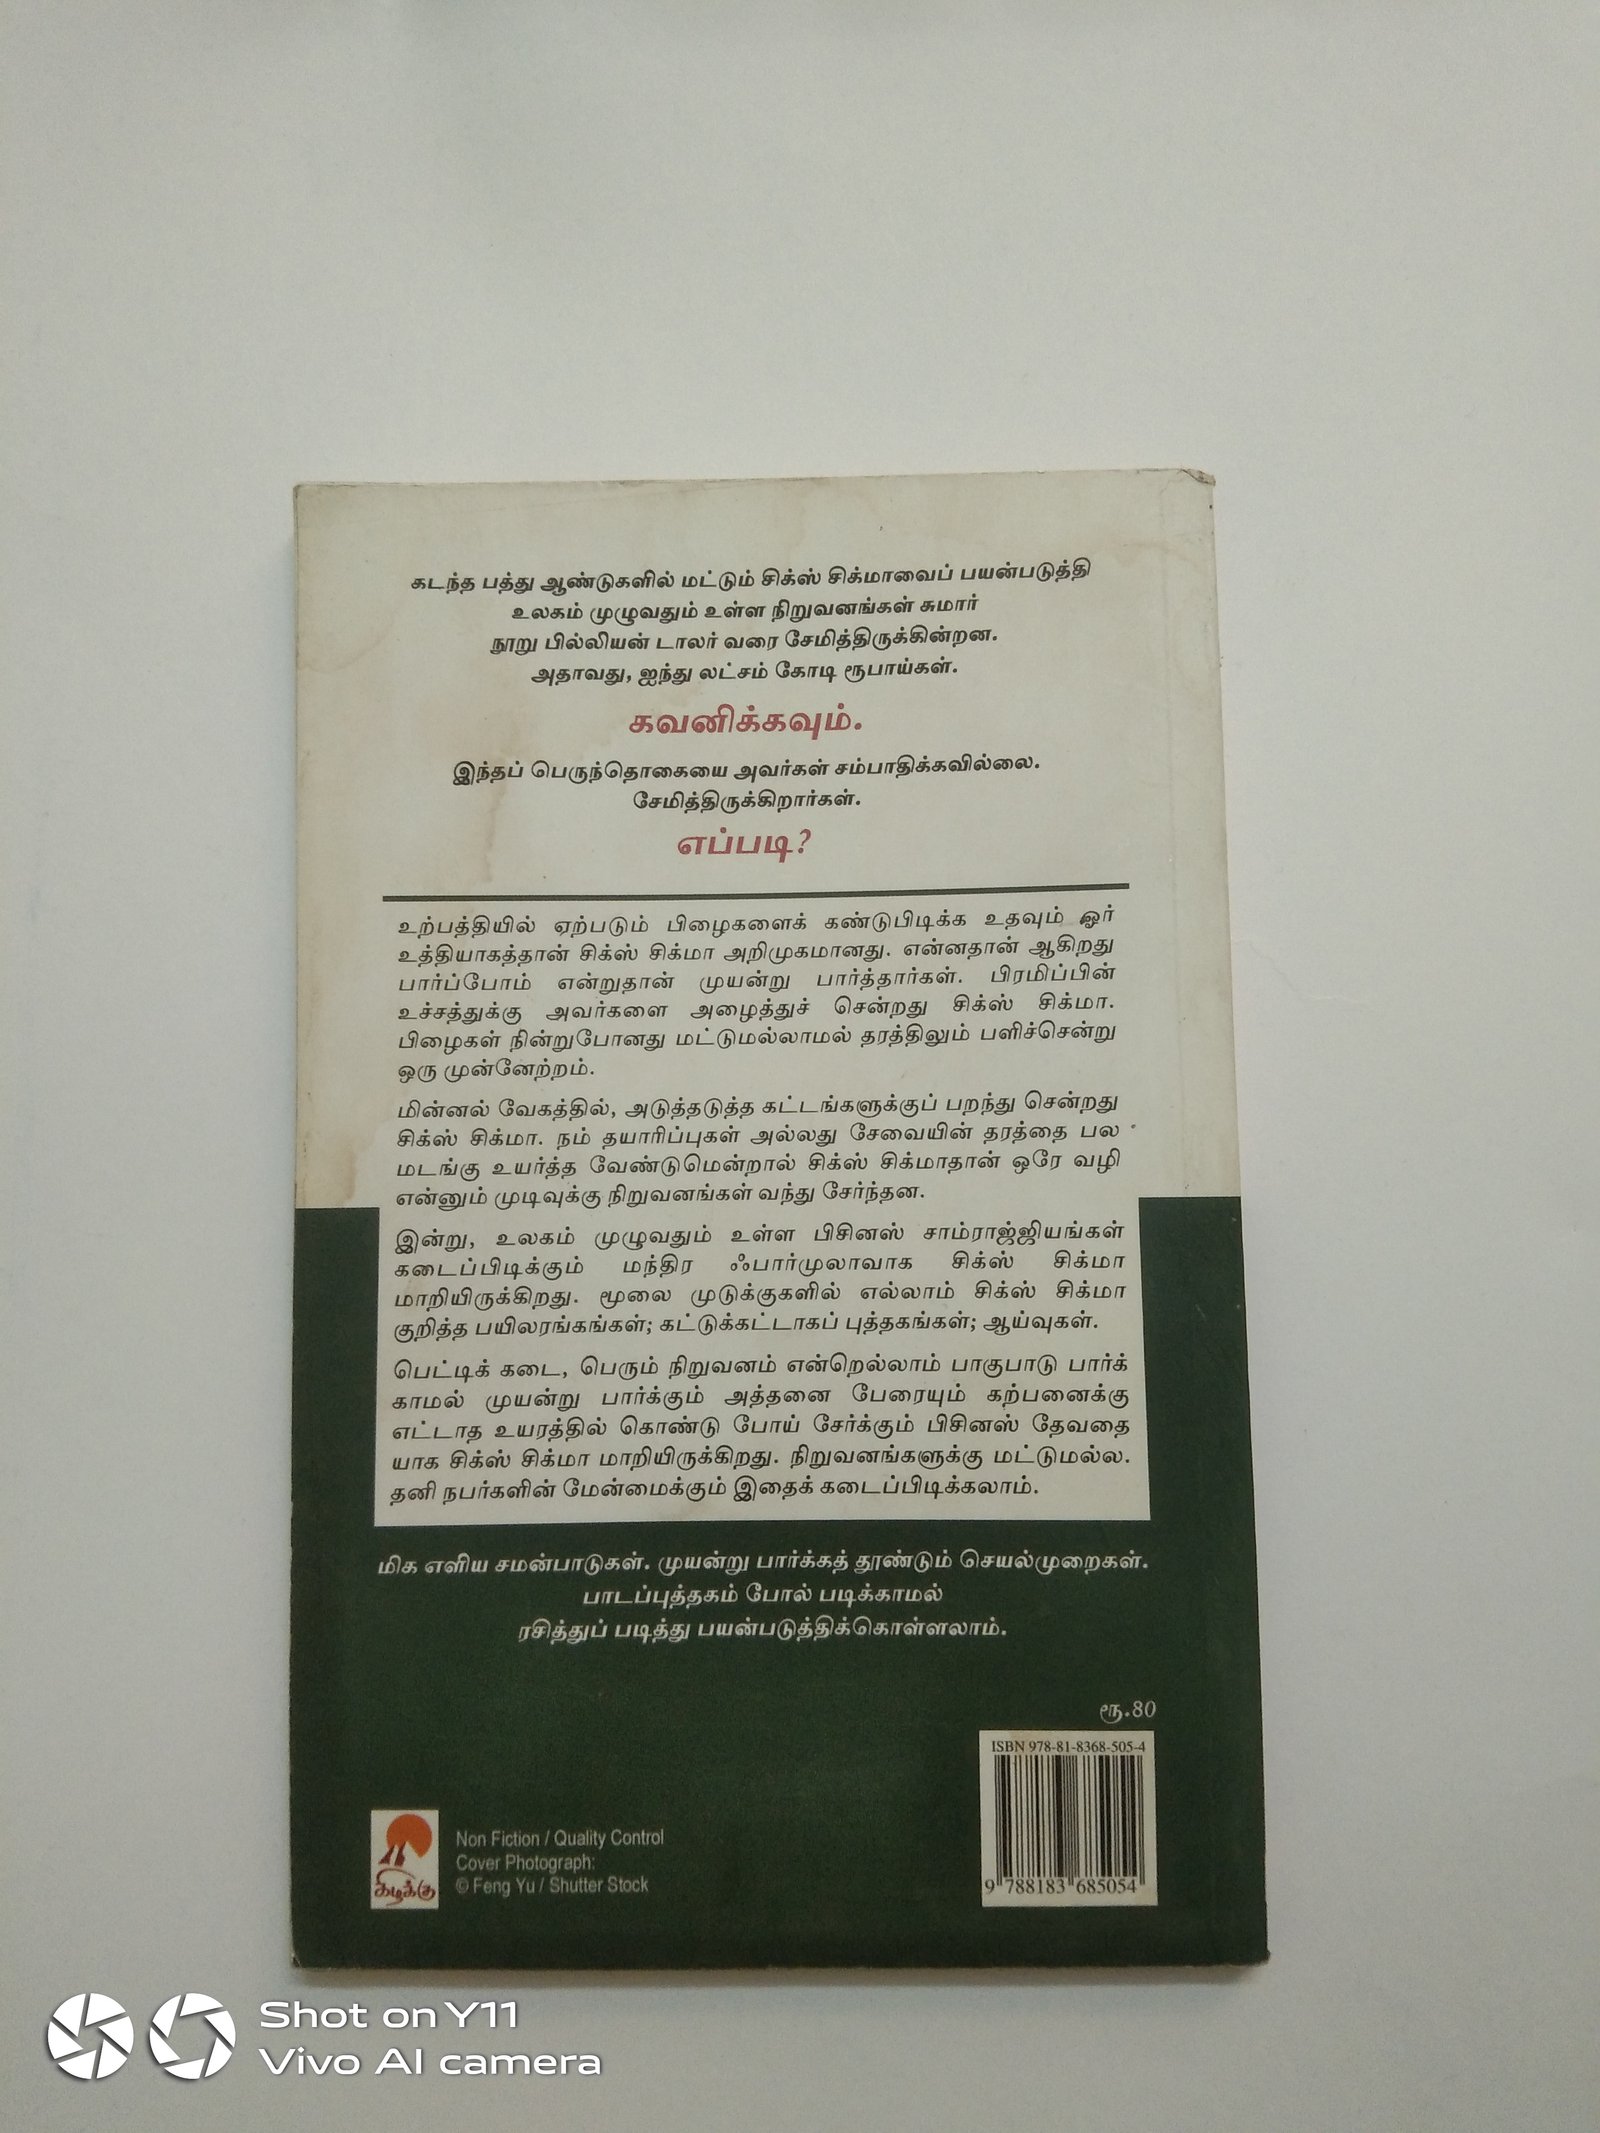 கடந்த பத்து ஆண்டுகளில் மட்டும் சிக்ஸ் சிக்மாவைப் பயன்படுத்தி
உலகம் முழுவதும் உள்ள நிறுவனங்கள் சுமார்
நூறு பில்லியன் டாலர் வரை சேமித்திருக்கின்றன.
அதாவது, ஐந்து லட்சம் கோடி ரூபாய்கள்.
கவனிக்கவும்.
இந்தப் பெருந்தொகையை அவர்கள் சம்பாதிக்கவில்லை.
சேமித்திருக்கிறார்கள்.
எப்படி?
உற்பத்தியில் ஏற்படும் பிழைகளைக் கண்டுபிடிக்க உதவும் ஓர்
உத்தியாகத்தான் சிக்ஸ் சிக்மா அறிமுகமானது. என்னதான் ஆகிறது
பார்ப்போம் என்றுதான் முயன்று பார்த்தார்கள். பிரமிப்பின்
உச்சத்துக்கு அவர்களை அழைத்துச் சென்றது சிக்ஸ் சிக்மா.
பிழைகள் நின்றுபோனது மட்டுமல்லாமல் தரத்திலும் பளிச்சென்று
ஒரு முன்னேற்றம்.
மின்னல் வேகத்தில், அடுத்தடுத்த கட்டங்களுக்குப் பறந்து சென்றது
சிக்ஸ் சிக்மா. நம் தயாரிப்புகள் அல்லது சேவையின் தரத்தை பல
மடங்கு உயர்த்த வேண்டுமென்றால் சிக்ஸ் சிக்மாதான் ஒரே வழி
என்னும் முடிவுக்கு நிறுவனங்கள் வந்து சேர்ந்தன.
இன்று, உலகம் முழுவதும் உள்ள பிசினஸ் சாம்ராஜ்ஜியங்கள்
கடைப்பிடிக்கும் மந்திர ஃபார்முலாவாக சிக்ஸ் சிக்மா
மாறியிருக்கிறது. மூலை முடுக்குகளில் எல்லாம் சிக்ஸ் சிக்மா
குறித்த பயிலரங்கங்கள்; கட்டுக்கட்டாகப் புத்தகங்கள்; ஆய்வுகள்.
பெட்டிக் கடை, பெரும் நிறுவனம் என்றெல்லாம் பாகுபாடு பார்க்
காமல் முயன்று பார்க்கும் அத்தனை பேரையும் கற்பனைக்கு
எட்டாத உயரத்தில் கொண்டு போய் சேர்க்கும் பிசினஸ் தேவதை
யாக சிக்ஸ் சிக்மா மாறியிருக்கிறது. நிறுவனங்களுக்கு மட்டுமல்ல.
தனி நபர்களின் மேன்மைக்கும் இதைக் கடைப்பிடிக்கலாம்.
மிக எளிய சமன்பாடுகள். முயன்று பார்க்கத் தூண்டும் செயல்முறைகள்.
பாடப்புத்தகம் போல் படிக்காமல்
ரசித்துப் படித்து பயன்படுத்திக்கொள்ளலாம்.
ரூ.80
ISBN 978-81-8368-505-4
9 788183 685054
கிழக்கு
Non Fiction / Quality Control
Cover Photograph:
© Feng Yu / Shutter Stock
Shot on Y11
Vivo AI camera